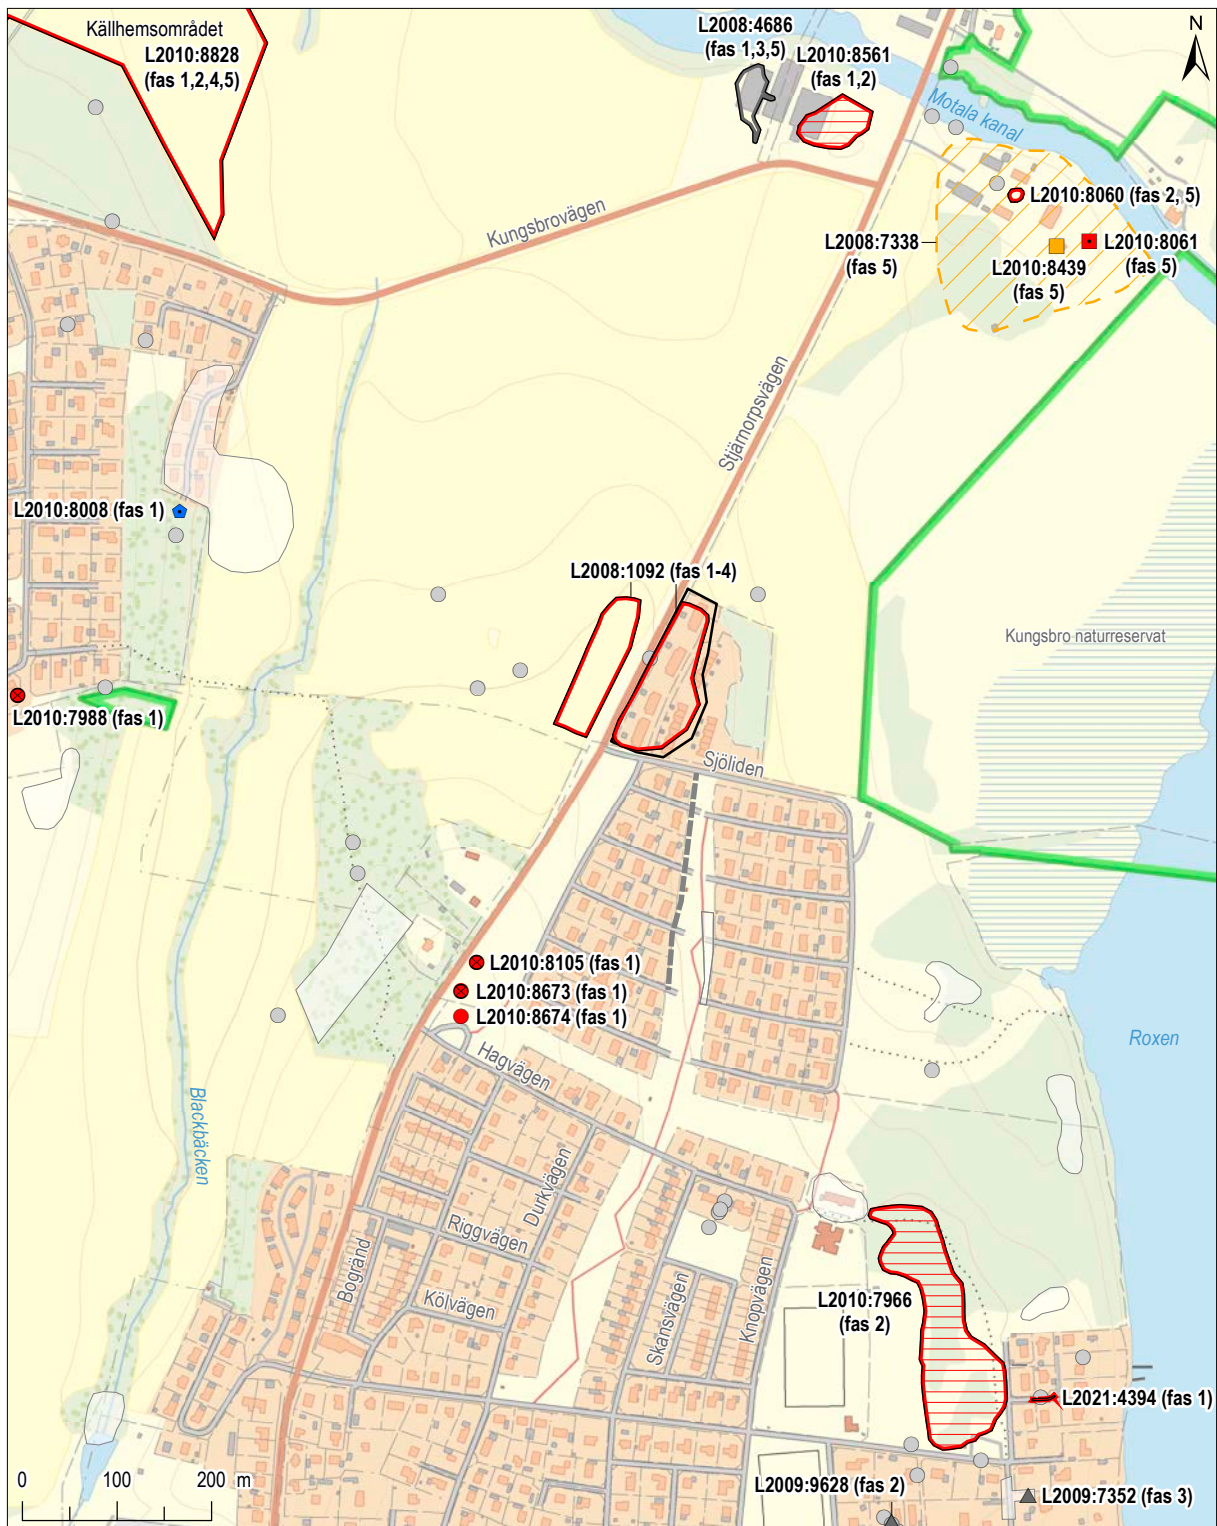 Källhemsområdet
L2010:8828
(fas 1,2,4,5)
L2008:4686
(fas 1,3,5)
L2010:8561
(fas 1,2)
N
Motala kanal
L2010:8060 (fas 2, 5)
Kungsbrovägen
L2008:7338
(fas 5)
L2010:8439
(fas 5)
L2010:8061
(fas 5)
Stjärnorpsvägen
L2010:8008 (fas 1)
L2008:1092 (fas 1-4)
Kungsbro naturreservat
L2010:7988 (fas 1)
Sjöliden
L2010:8105 (fas 1)
L2010:8673 (fas 1)
L2010:8674 (fas 1)
Roxen
Hagvägen
Blackbäcken
Durkvägen
Riggvägen
Bogränd
Kölvägen
Skansvägen
Knopvägen
L2010:7966
(fas 2)
L2021:4394 (fas 1)
0 100 200 m
L2009:9628 (fas 2)
L2009:7352 (fas 3)